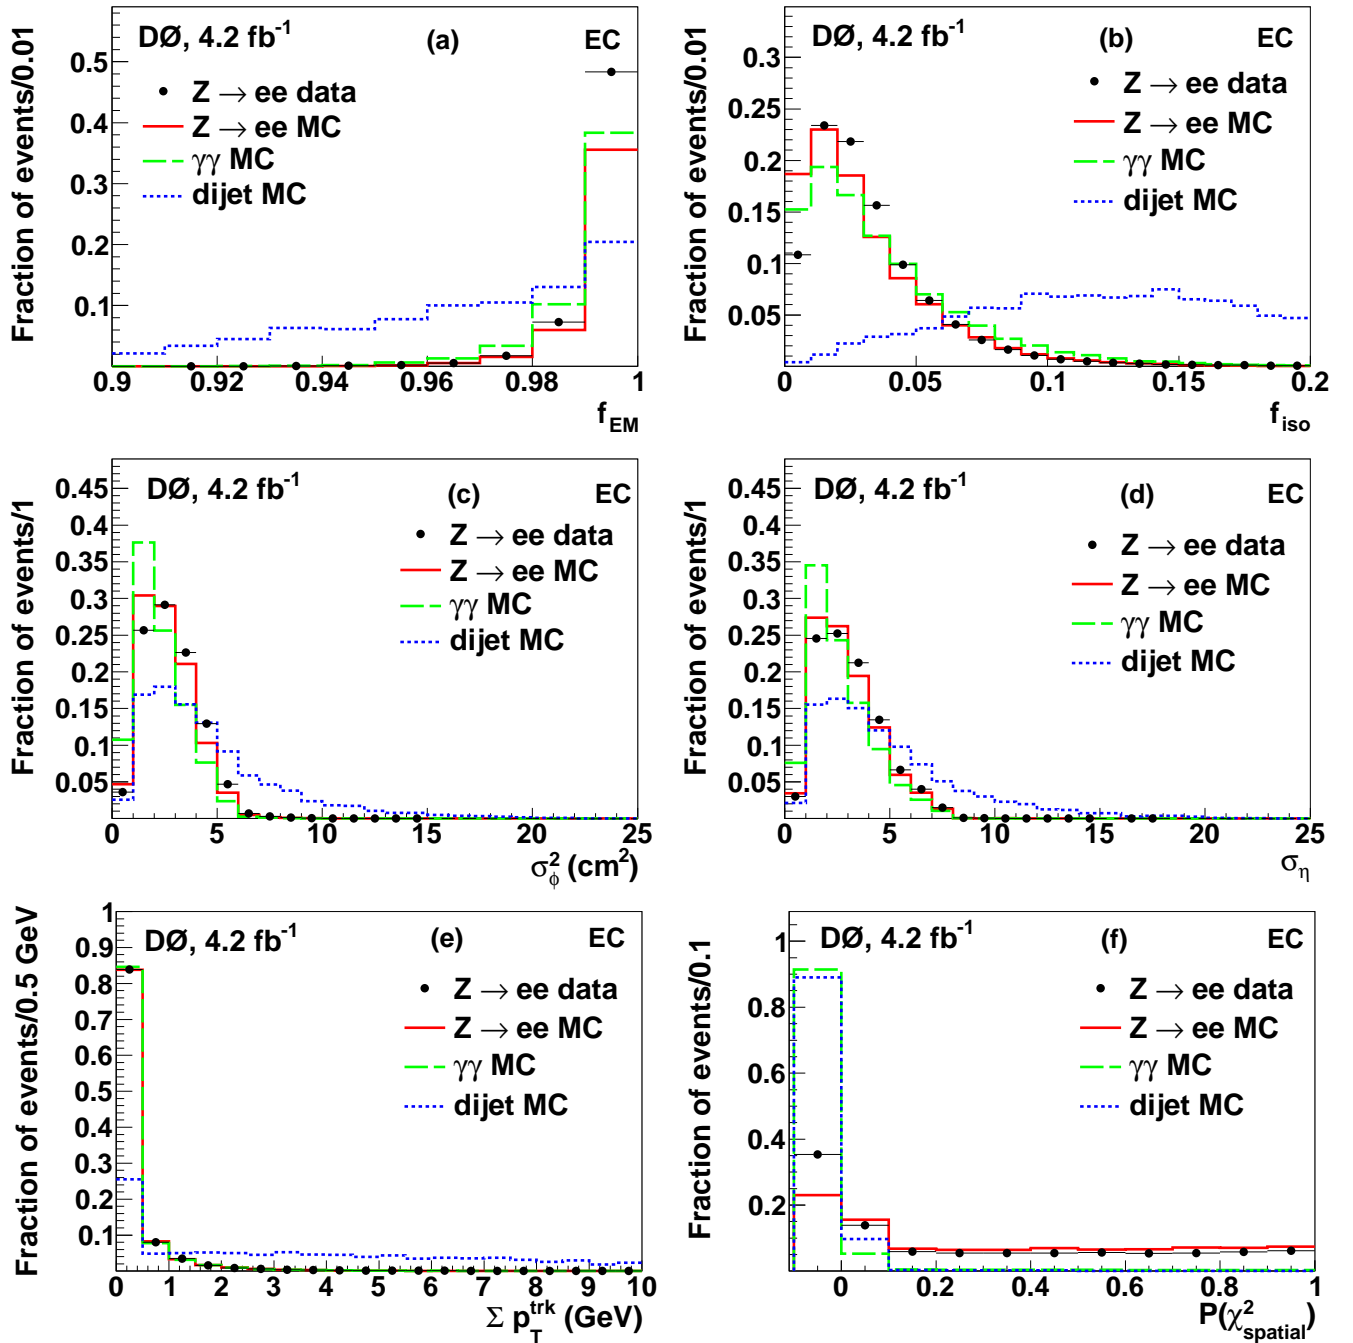 DØ, 4.2 fb⁻¹ (a) EC
Z → ee data
Z → ee MC
γγ MC
dijet MC
Fraction of events/0.01
0.5
0.4
0.3
0.2
0.1
0.9 0.92 0.94 0.96 0.98 1
f_EM
DØ, 4.2 fb⁻¹ (b) EC
Z → ee data
Z → ee MC
γγ MC
dijet MC
Fraction of events/0.01
0.3
0.25
0.2
0.15
0.1
0.05
0 0.05 0.1 0.15 0.2
f_iso
DØ, 4.2 fb⁻¹ (c) EC
Z → ee data
Z → ee MC
γγ MC
dijet MC
Fraction of events/1
0.45
0.4
0.35
0.3
0.25
0.2
0.15
0.1
0.05
0 5 10 15 20 25
σ²_ϕ (cm²)
DØ, 4.2 fb⁻¹ (d) EC
Z → ee data
Z → ee MC
γγ MC
dijet MC
Fraction of events/1
0.45
0.4
0.35
0.3
0.25
0.2
0.15
0.1
0.05
0 5 10 15 20 25
σ_η
DØ, 4.2 fb⁻¹ (e) EC
Z → ee data
Z → ee MC
γγ MC
dijet MC
Fraction of events/0.5 GeV
1
0.9
0.8
0.7
0.6
0.5
0.4
0.3
0.2
0.1
0
0 1 2 3 4 5 6 7 8 9 10
Σ p_T^trk (GeV)
DØ, 4.2 fb⁻¹ (f) EC
Z → ee data
Z → ee MC
γγ MC
dijet MC
Fraction of events/0.1
1
0.8
0.6
0.4
0.2
0 0.2 0.4 0.6 0.8 1
P(χ²_spatial)